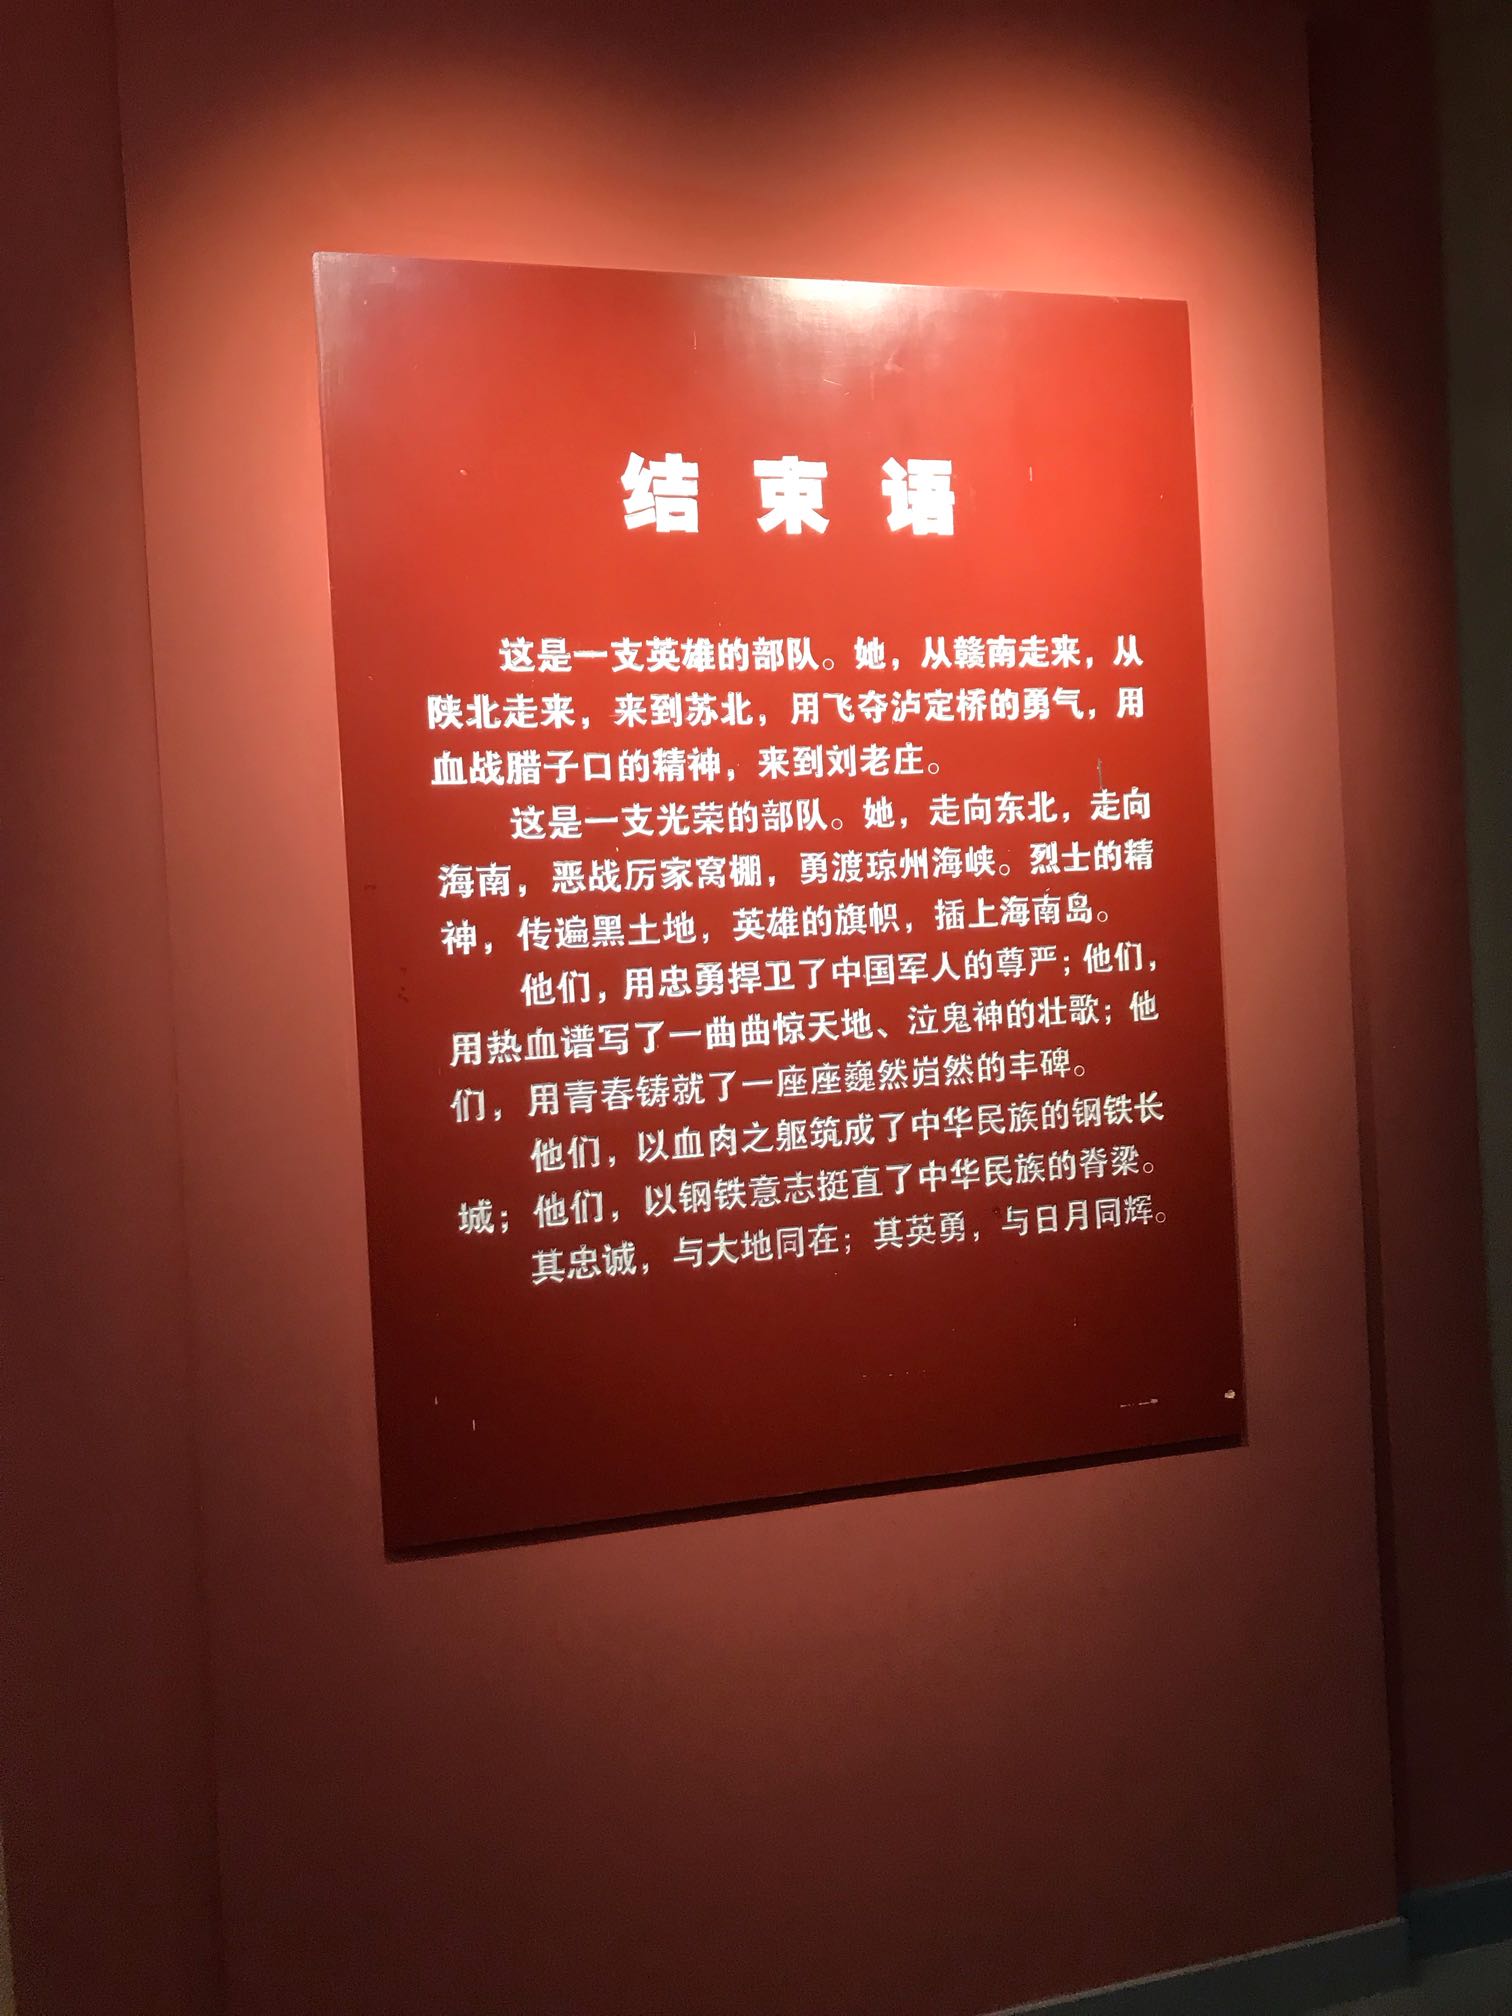 结束语
这是一支英雄的部队。她，从赣南走来，从
陕北走来，来到苏北，用飞夺泸定桥的勇气，用
血战腊子口的精神，来到刘老庄。
这是一支光荣的部队。她，走向东北，走向
海南，恶战厉家窝棚，勇渡琼州海峡。烈士的精
神，传遍黑土地，英雄的旗帜，插上海南岛。
他们，用忠勇捍卫了中国军人的尊严；他们，
用热血谱写了一曲曲惊天地、泣鬼神的壮歌；他
们，用青春铸就了一座座巍然岿然的丰碑。
他们，以血肉之躯筑成了中华民族的钢铁长
城；他们，以钢铁意志挺直了中华民族的脊梁。
其忠诚，与大地同在；其英勇，与日月同辉。